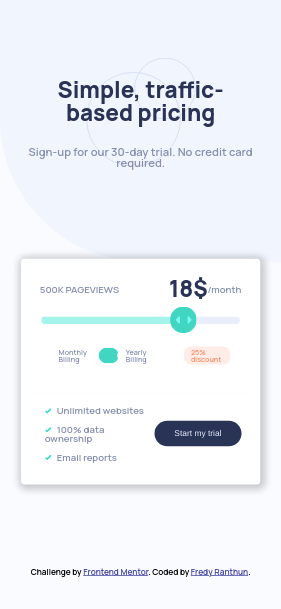 Simple, traffic-
based pricing
Sign-up for our 30-day trial. No credit card
required.
500K PAGEVIEWS
18$/month
Monthly
Billing
Yearly
Billing
25%
discount
Unlimited websites
100% data
ownership
Email reports
Start my trial
Challenge by Frontend Mentor. Coded by Fredy Ranthun.